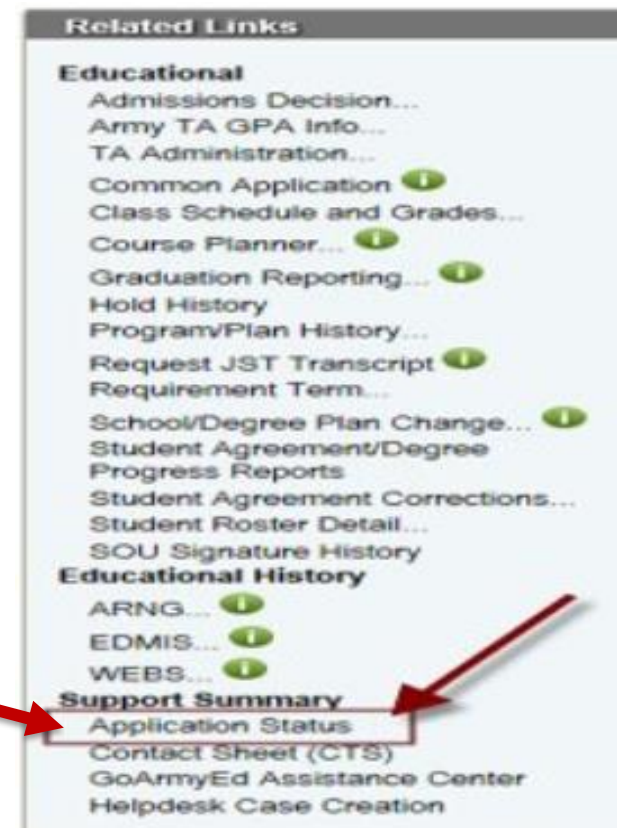 Related Links
Educational
Admissions Decision...
Army TA GPA Info...
TA Administration...
Common Application i
Class Schedule and Grades...
Course Planner... i
Graduation Reporting... i
Hold History
Program/Plan History...
Request JST Transcript i
Requirement Term...
School/Degree Plan Change... i
Student Agreement/Degree
Progress Reports
Student Agreement Corrections...
Student Roster Detail...
SOU Signature History
Educational History
ARNG... i
EDMIS... i
WEBS... i
Support Summary
Application Status
Contact Sheet (CTS)
GoArmyEd Assistance Center
Helpdesk Case Creation